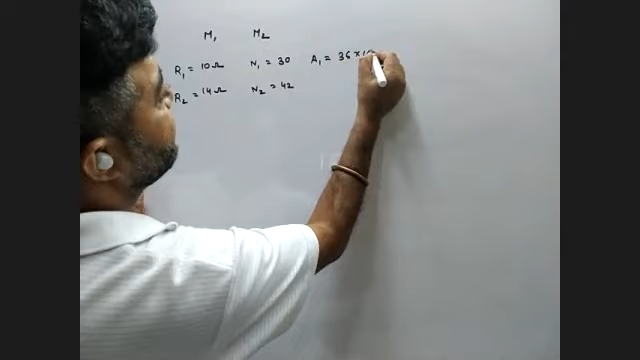 M₁ M₂
R₁ = 10Ω N₁ = 30 A₁ = 36 × 10
R₂ = 14Ω N₂ = 42